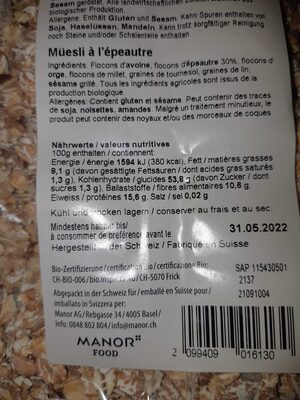 Sesam geröstet. Alle landwirtschaftlichen Zutaten stammen aus
biologischer Produktion.
Allergene: Enthält Gluten und Sesam. Kann Spuren enthalten von
Soja, Haselnüssen, Mandeln. Kann trotz sorgfältiger Reinigung
noch Steine und/oder Schalenteile enthalten
Müesli à l'épeautre
Ingrédients: Flocons d'avoine, flocons d'épeautre 30%, flocons d'
orge, flocons de millet, graines de tournesol, graines de lin,
sésame grillé. Tous les ingrédients agricoles sont issus de la
production biologique.
Allergènes: Contient gluten et sésame. Peut contenir des traces
de soja, noisettes, amandes. Malgré un traitement minutieux, le
produit peut contenir des noyaux et/ou des morceaux de coques
Nährwerte / valeurs nutritives
100g enthalten / contiennent
Energie / énergie 1594 kJ (380 kcal), Fett / matières grasses
9,1 g (davon gesättigte Fettsäuren / dont acides gras saturés
1,3 g), Kohlenhydrate / glucides 53,8 g (davon Zucker / dont
sucres 1,3 g), Ballaststoffe / fibres alimentaires 10,6 g,
Eiweiss / protéines 15,6 g, Salz / sel 0,02 g
Kühl und trocken lagern / conserver au frais et au sec.
Mindestens haltbar bis/
à consommer de préférence avant le 31.05.2022
Hergestellt in der Schweiz / Fabriqué en Suisse
Bio-Zertifizierung / certification bio / certificazione Bio:
CH-BIO-006 / bio.inspecta AG / CH-5070 Frick
SAP 115430501
2137
21091004
Abgepackt in der Schweiz für / emballé en Suisse pour /
imballato in Svizzera per:
Manor AG / Rebgasse 34 / 4005 Basel /
Info: 0848 802 804 / info@manor.ch
MANOR
FOOD
2 099409 016130